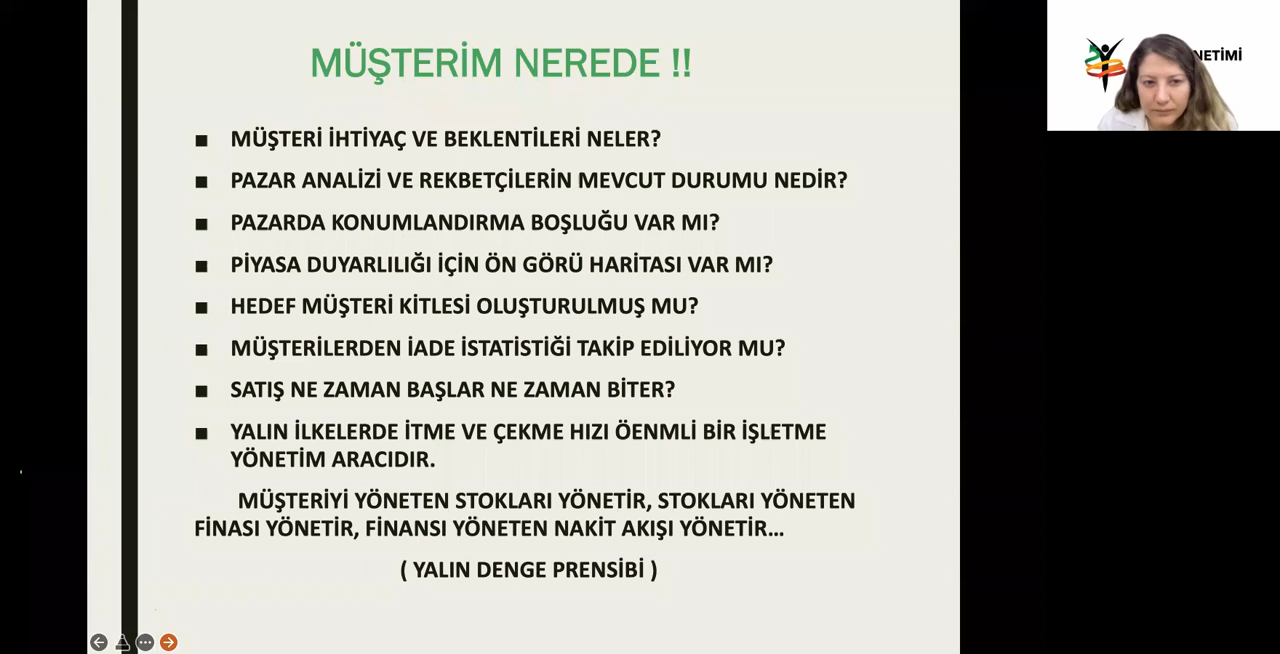 MÜŞTERİM NEREDE !!
■ MÜŞTERİ İHTİYAÇ VE BEKLENTİLERİ NELER?
■ PAZAR ANALİZİ VE REKBETÇİLERİN MEVCUT DURUMU NEDİR?
■ PAZARDA KONUMLANDIRMA BOŞLUĞU VAR MI?
■ PİYASA DUYARLILIĞI İÇİN ÖN GÖRÜ HARİTASI VAR MI?
■ HEDEF MÜŞTERİ KİTLESİ OLUŞTURULMUŞ MU?
■ MÜŞTERİLERDEN İADE İSTATİSTİĞİ TAKİP EDİLİYOR MU?
■ SATIŞ NE ZAMAN BAŞLAR NE ZAMAN BİTER?
■ YALIN İLKELERDE İTME VE ÇEKME HIZI ÖENMLİ BİR İŞLETME
YÖNETİM ARACIDIR.
MÜŞTERİYİ YÖNETEN STOKLARI YÖNETİR, STOKLARI YÖNETEN
FİNASI YÖNETİR, FİNANSI YÖNETEN NAKİT AKIŞI YÖNETİR...
( YALIN DENGE PRENSİBİ )
NETİMİ